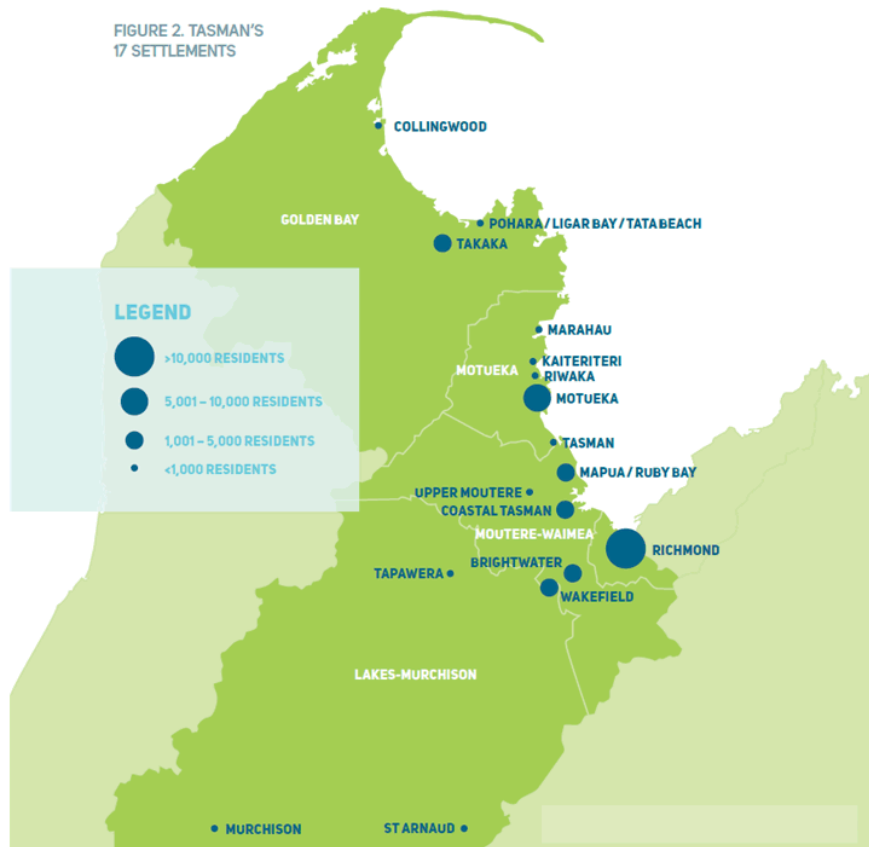 FIGURE 2. TASMAN'S
17 SETTLEMENTS
COLLINGWOOD
GOLDEN BAY
POHARA / LIGAR BAY / TATA BEACH
TAKAKA
LEGEND
>10,000 RESIDENTS
5,001 – 10,000 RESIDENTS
1,001 – 5,000 RESIDENTS
<1,000 RESIDENTS
MARAHAU
KAITERITERI
MOTUEKA
RIWAKA
MOTUEKA
TASMAN
MAPUA / RUBY BAY
UPPER MOUTERE
COASTAL TASMAN
MOUTERE-WAIMEA
RICHMOND
BRIGHTWATER
TAPAWERA
WAKEFIELD
LAKES-MURCHISON
MURCHISON
ST ARNAUD